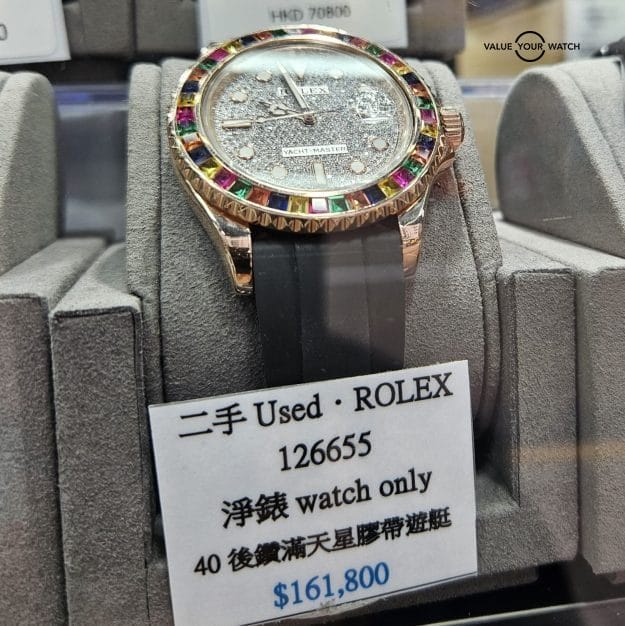 HKD 70800
VALUE YOUR WATCH
ROLEX
YACHT-MASTER
二手 Used · ROLEX
126655
淨錶 watch only
40 後鑽滿天星膠帶遊艇
$161,800